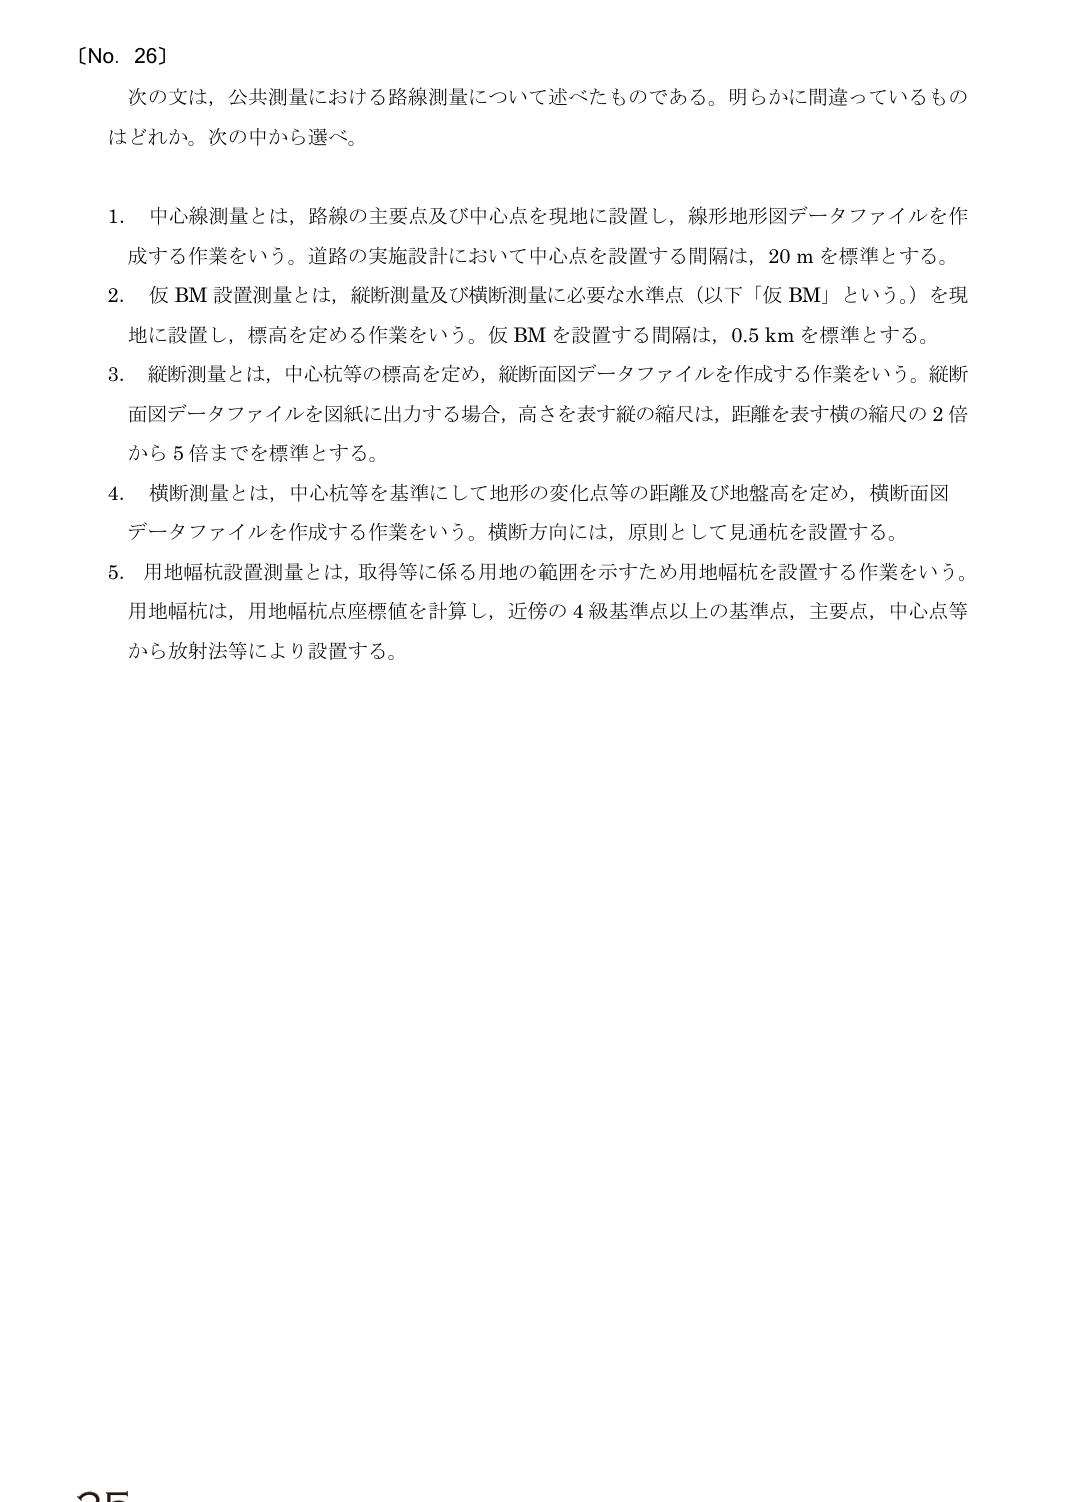 〔No. 26〕
次の文は，公共測量における路線測量について述べたものである。明らかに間違っているもの
はどれか。次の中から選べ。
1. 中心線測量とは，路線の主要点及び中心点を現地に設置し，線形地形図データファイルを作
成する作業をいう。道路の実施設計において中心点を設置する間隔は，20 m を標準とする。
2. 仮 BM 設置測量とは，縦断測量及び横断測量に必要な水準点（以下「仮 BM」という。）を現
地に設置し，標高を定める作業をいう。仮 BM を設置する間隔は，0.5 km を標準とする。
3. 縦断測量とは，中心杭等の標高を定め，縦断面図データファイルを作成する作業をいう。縦断
面図データファイルを図紙に出力する場合，高さを表す縦の縮尺は，距離を表す横の縮尺の 2 倍
から 5 倍までを標準とする。
4. 横断測量とは，中心杭等を基準にして地形の変化点等の距離及び地盤高を定め，横断面図
データファイルを作成する作業をいう。横断方向には，原則として見通杭を設置する。
5. 用地幅杭設置測量とは，取得等に係る用地の範囲を示すため用地幅杭を設置する作業をいう。
用地幅杭は，用地幅杭点座標値を計算し，近傍の 4 級基準点以上の基準点，主要点，中心点等
から放射法等により設置する。